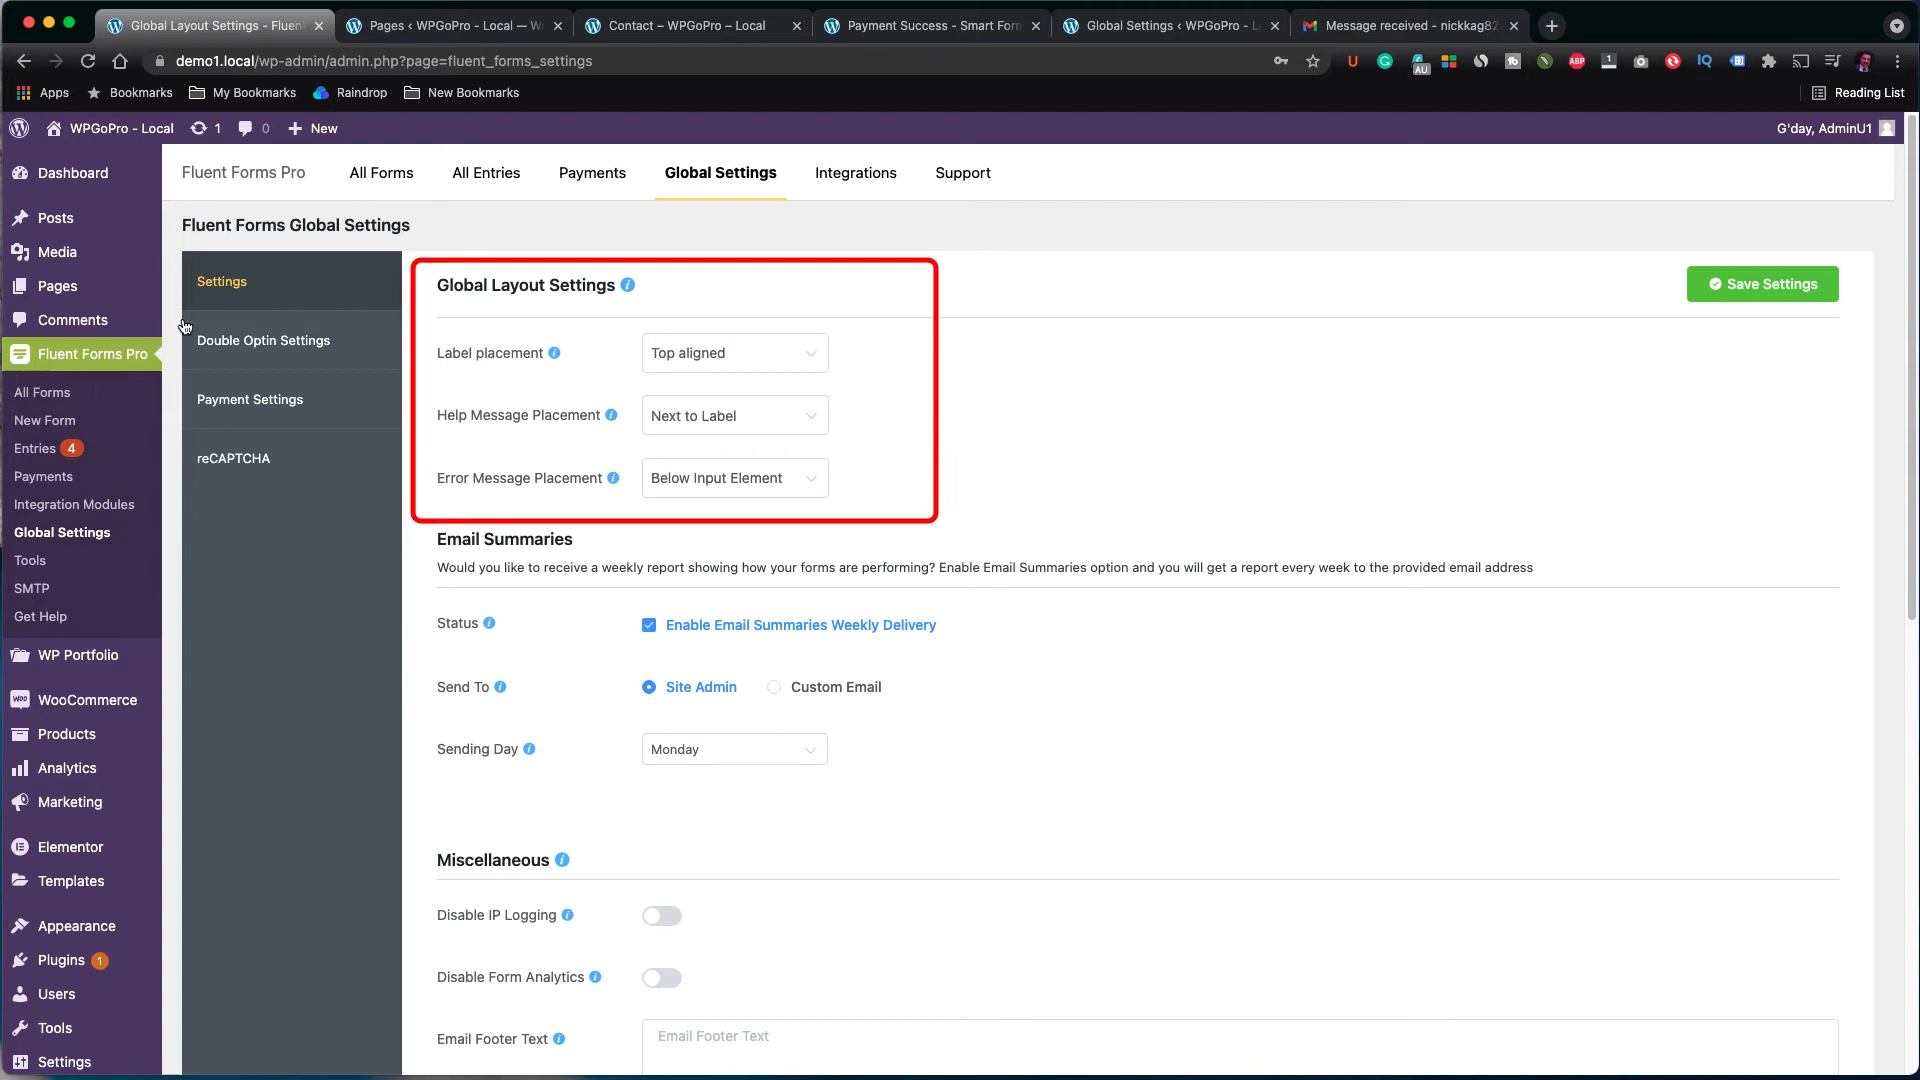 Global Layout Settings - Fluen
Pages ‹ WPGoPro - Local — W
Contact – WPGoPro – Local
Payment Success - Smart Form
Global Settings ‹ WPGoPro - L
Message received - nickkag82
demo1.local/wp-admin/admin.php?page=fluent_forms_settings
Apps
Bookmarks
My Bookmarks
Raindrop
New Bookmarks
Reading List
WPGoPro - Local
1
0
New
G'day, AdminU1
Dashboard
Posts
Media
Pages
Comments
Fluent Forms Pro
All Forms
New Form
Entries 4
Payments
Integration Modules
Global Settings
Tools
SMTP
Get Help
WP Portfolio
WooCommerce
Products
Analytics
Marketing
Elementor
Templates
Appearance
Plugins 1
Users
Tools
Settings
Fluent Forms Pro
All Forms
All Entries
Payments
Global Settings
Integrations
Support
Fluent Forms Global Settings
Settings
Double Optin Settings
Payment Settings
reCAPTCHA
Global Layout Settings
Save Settings
Label placement
Top aligned
Help Message Placement
Next to Label
Error Message Placement
Below Input Element
Email Summaries
Would you like to receive a weekly report showing how your forms are performing? Enable Email Summaries option and you will get a report every week to the provided email address
Status
Enable Email Summaries Weekly Delivery
Send To
Site Admin
Custom Email
Sending Day
Monday
Miscellaneous
Disable IP Logging
Disable Form Analytics
Email Footer Text
Email Footer Text